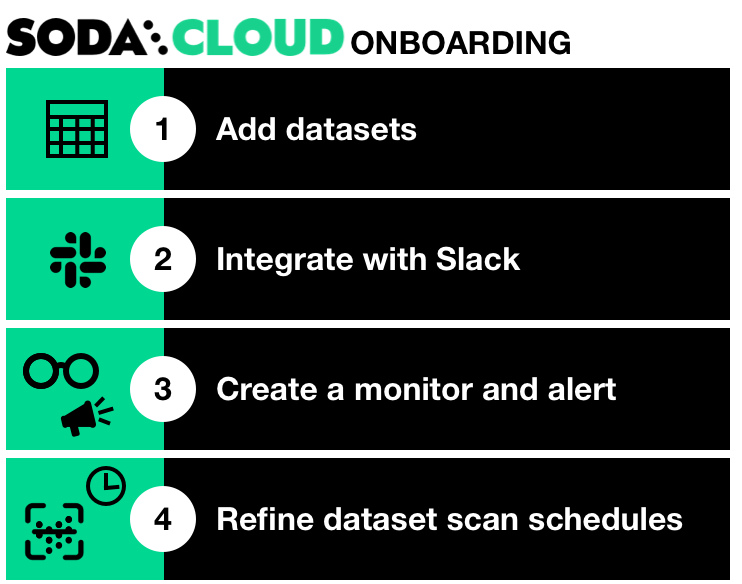 SODA CLOUD ONBOARDING
1 Add datasets
2 Integrate with Slack
3 Create a monitor and alert
4 Refine dataset scan schedules